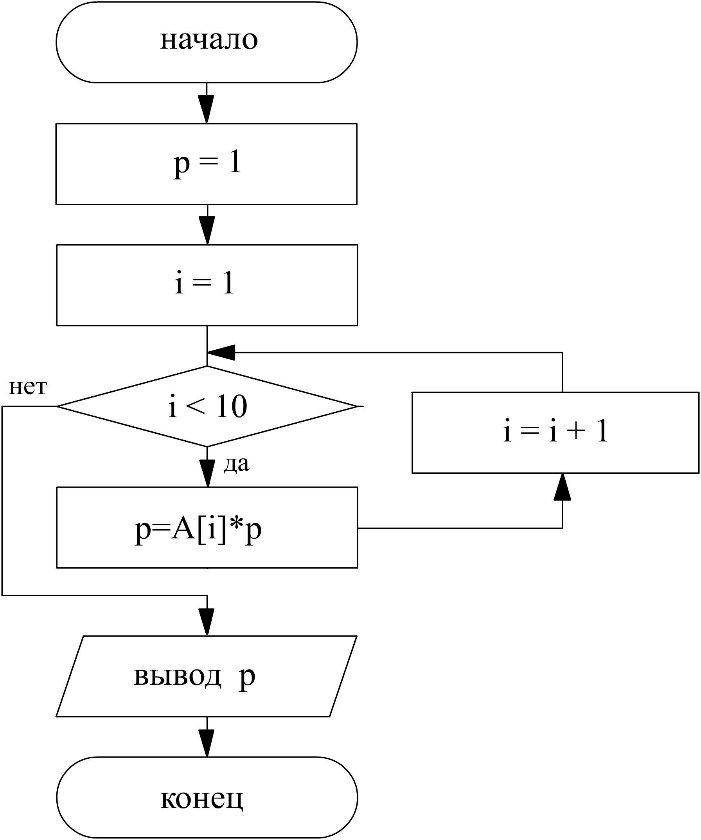 начало
p = 1
i = 1
нет
i < 10
i = i + 1
да
p=A[i]*p
вывод p
конец